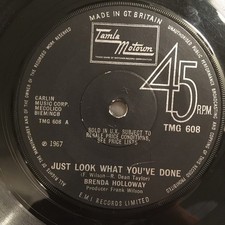 MADE IN GT. BRITAIN
Tamla
Motown
45
RPM
TMG 608
CARLIN
MUSIC CORP.
MECOLICO
BIEM/NCB
TMG 608 A
SOLD IN U.K. SUBJECT TO
RESALE PRICE CONDITIONS,
SEE PRICE LISTS
℗ 1967
JUST LOOK WHAT YOU'VE DONE
(F. Wilson - R. Dean Taylor)
BRENDA HOLLOWAY
Producer Frank Wilson
E.M.I. RECORDS LIMITED